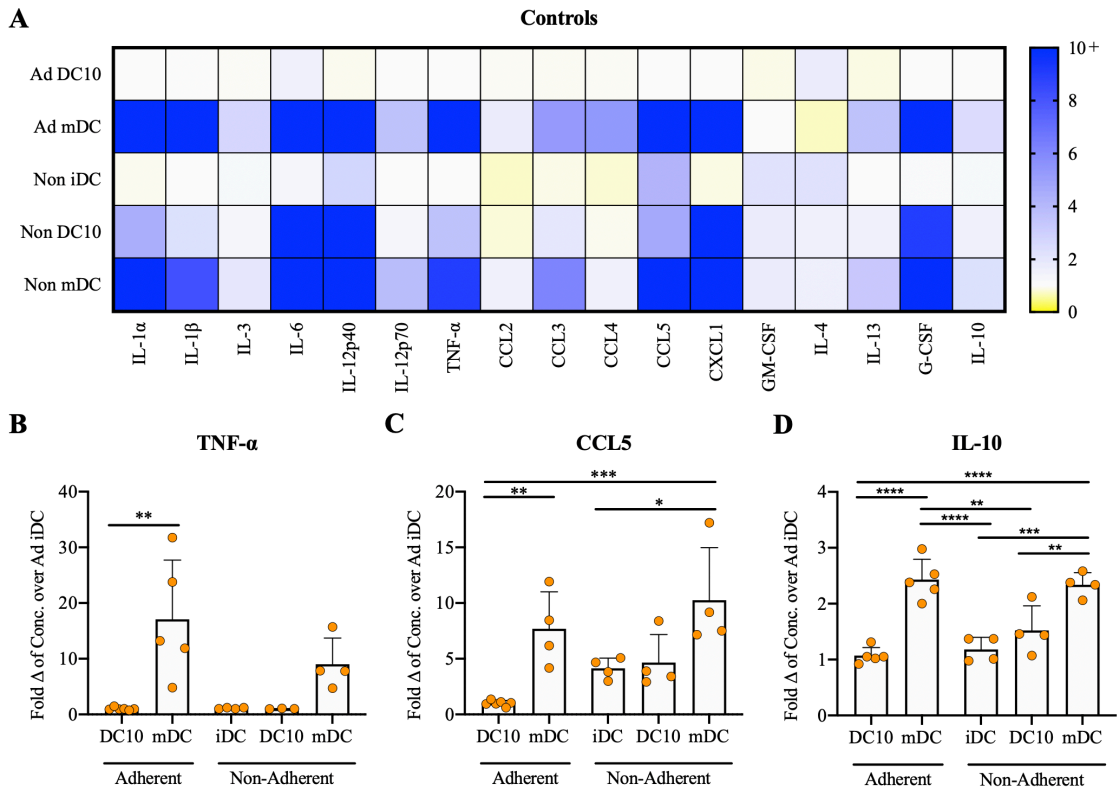 A
Controls
Ad DC10
Ad mDC
Non iDC
Non DC10
Non mDC
10+
8
6
4
2
0
IL-1α
IL-1β
IL-3
IL-6
IL-12p40
IL-12p70
TNF-α
CCL2
CCL3
CCL4
CCL5
CXCL1
GM-CSF
IL-4
IL-13
G-CSF
IL-10
B
TNF-α
Fold Δ of Conc. over Ad iDC
40
30
20
10
0
**
DC10 mDC iDC DC10 mDC
Adherent Non-Adherent
C
CCL5
Fold Δ of Conc. over Ad iDC
20
15
10
5
0
***
**
*
DC10 mDC iDC DC10 mDC
Adherent Non-Adherent
D
IL-10
Fold Δ of Conc. over Ad iDC
4
3
2
1
0
****
****
**
****
***
**
DC10 mDC iDC DC10 mDC
Adherent Non-Adherent